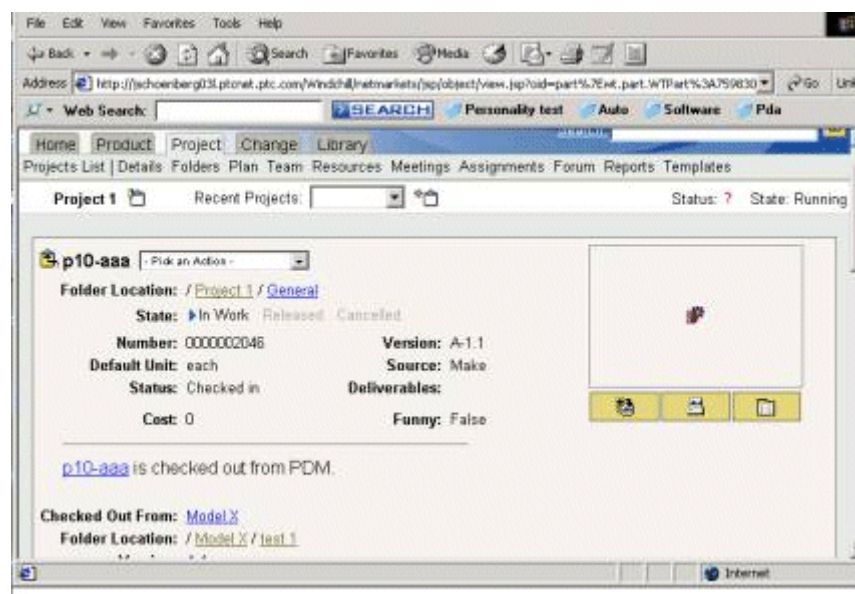 File Edit View Favorites Tools Help
Back Search Favorites Media
Address http://jschoenberg03l.ptcnet.ptc.com/Windchill/netmarkets/jsp/object/view.jsp?oid=part%7Ewt.part.WTPart%3A759830 Go
Web Search: SEARCH Personality test Auto Software Pda
Home Product Project Change Library
Projects List | Details Folders Plan Team Resources Meetings Assignments Forum Reports Templates
Project 1 Recent Projects: Status: ? State: Running
p10-aaa - Pick an Action -
Folder Location: / Project 1 / General
State: In Work Released Cancelled
Number: 0000002046 Version: A-1.1
Default Unit: each Source: Make
Status: Checked in Deliverables:
Cost: 0 Funny: False
p10-aaa is checked out from PDM.
Checked Out From: Model X
Folder Location: / Model X / test 1
Internet